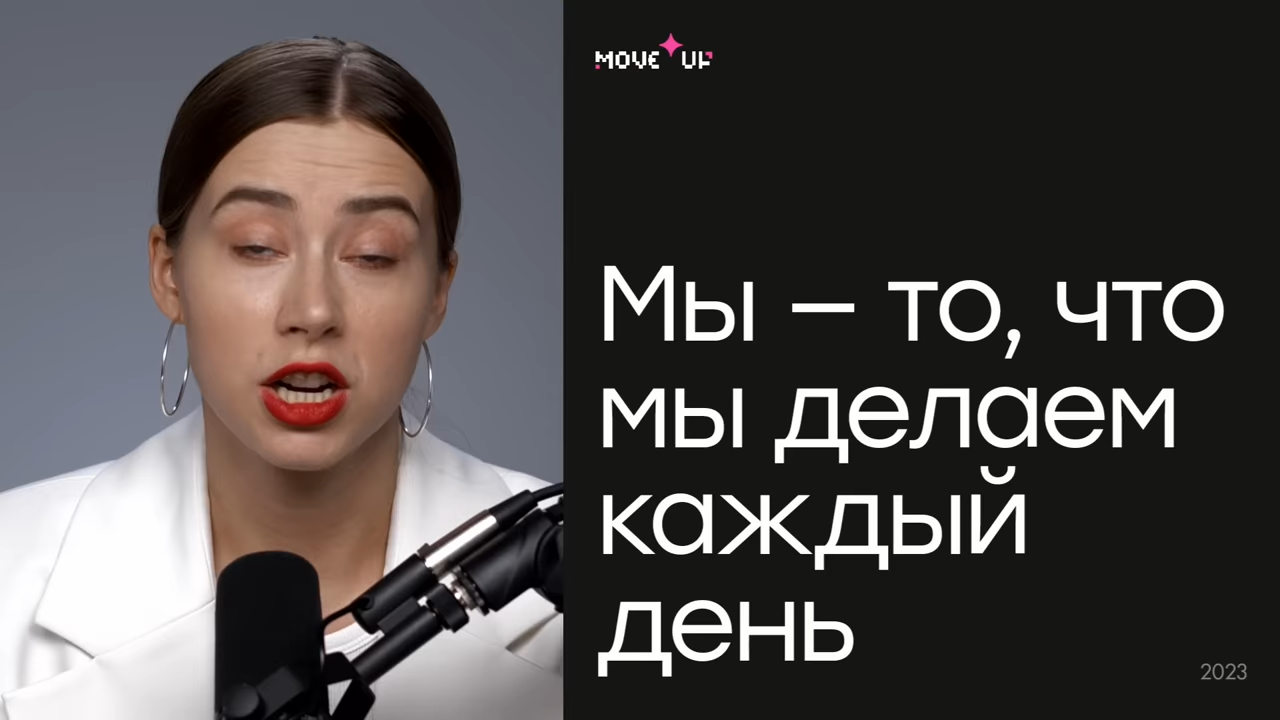 MOVE UP
Мы – то, что
мы делаем
каждый
день
2023